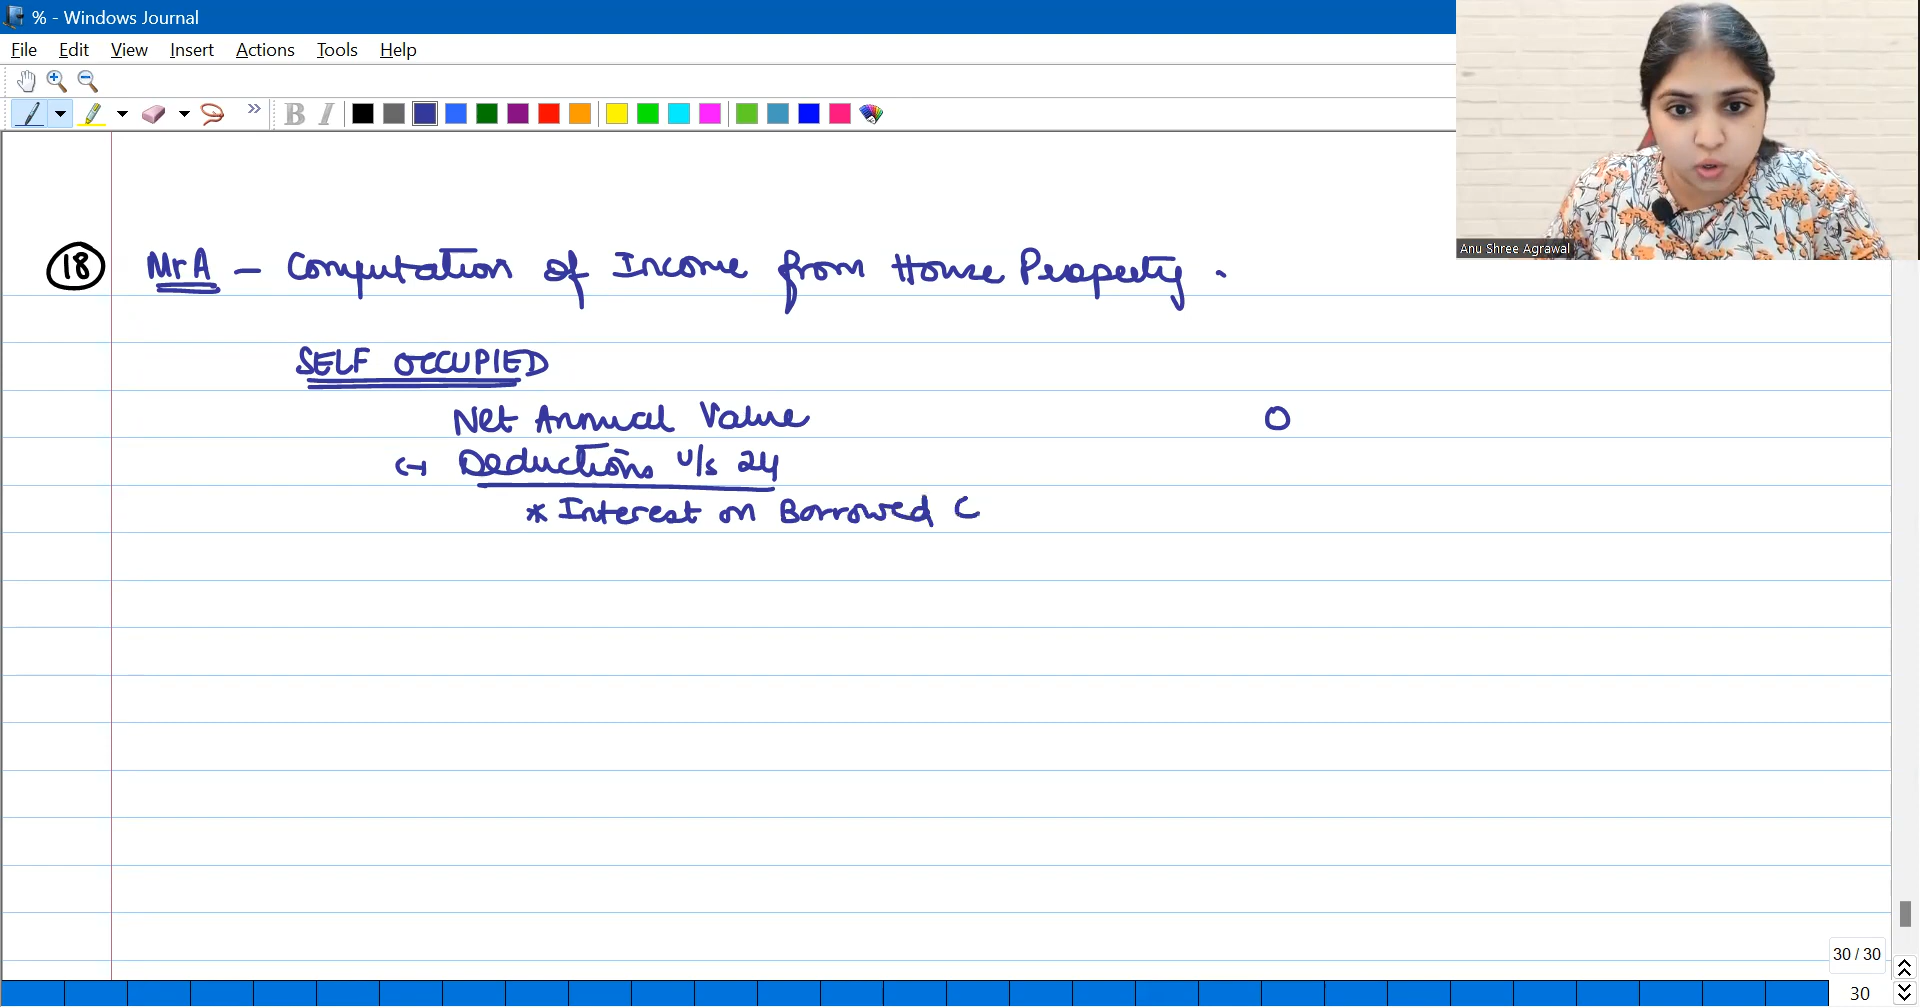 % - Windows Journal
File Edit View Insert Actions Tools Help
B I
Anu Shree Agrawal
18 Mr A - Computation of Income from House Property.
SELF OCCUPIED
Net Annual Value 0
(-) Deductions u/s 24
* Interest on Borrowed C
30 / 30
30